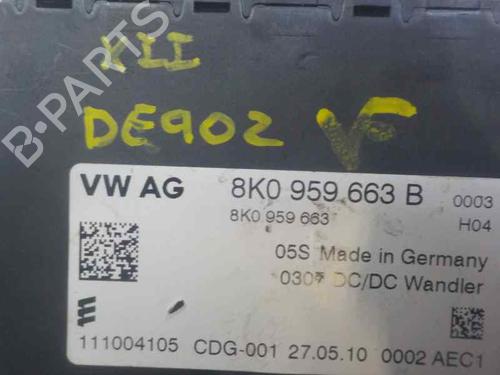 XLI
DE902 VF
B-PARTS
VW AG 8K0 959 663 B 0003
8K0 959 663 H04
05S Made in Germany
0307 DC/DC Wandler
111004105 CDG-001 27.05.10 0002 AEC1